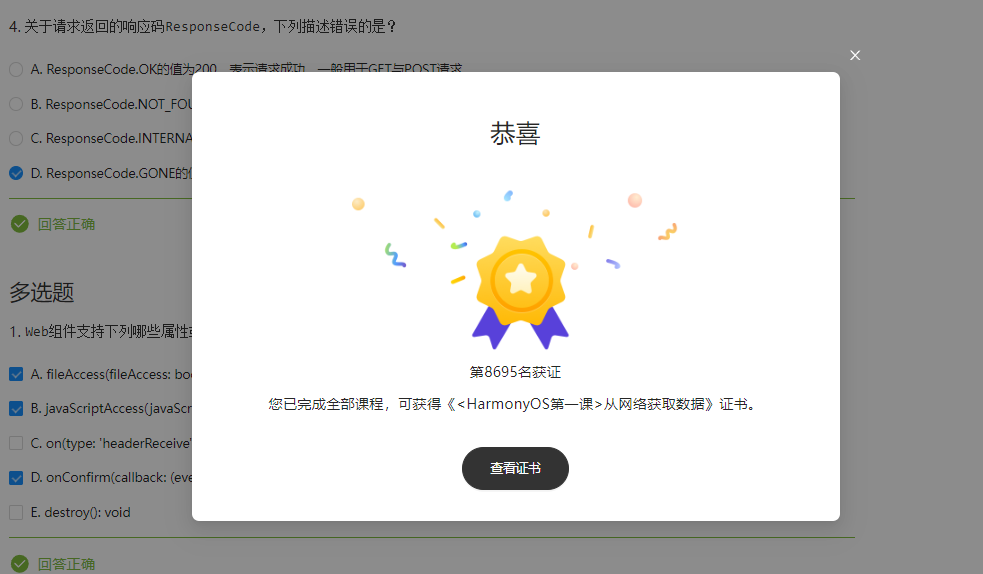 4. 关于请求返回的响应码ResponseCode，下列描述错误的是？
A. ResponseCode.OK的值为200，表示请求成功，一般用于GET与POST请求
B. ResponseCode.NOT_FOU
C. ResponseCode.INTERNA
D. ResponseCode.GONE的
回答正确
多选题
1. Web组件支持下列哪些属性
A. fileAccess(fileAccess: boo
B. javaScriptAccess(javaScr
C. on(type: 'headerReceive'
D. onConfirm(callback: (eve
E. destroy(): void
回答正确
恭喜
第8695名获证
您已完成全部课程，可获得《<HarmonyOS第一课>从网络获取数据》证书。
查看证书